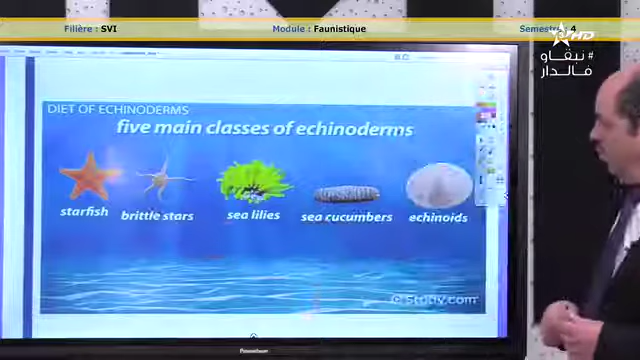 Filière : SVI
Module : Faunistique
Semestre : 4
HD
# نبقاو
فالدار
DIET OF ECHINODERMS
five main classes of echinoderms
starfish
brittle stars
sea lilies
sea cucumbers
echinoids
© Study.com